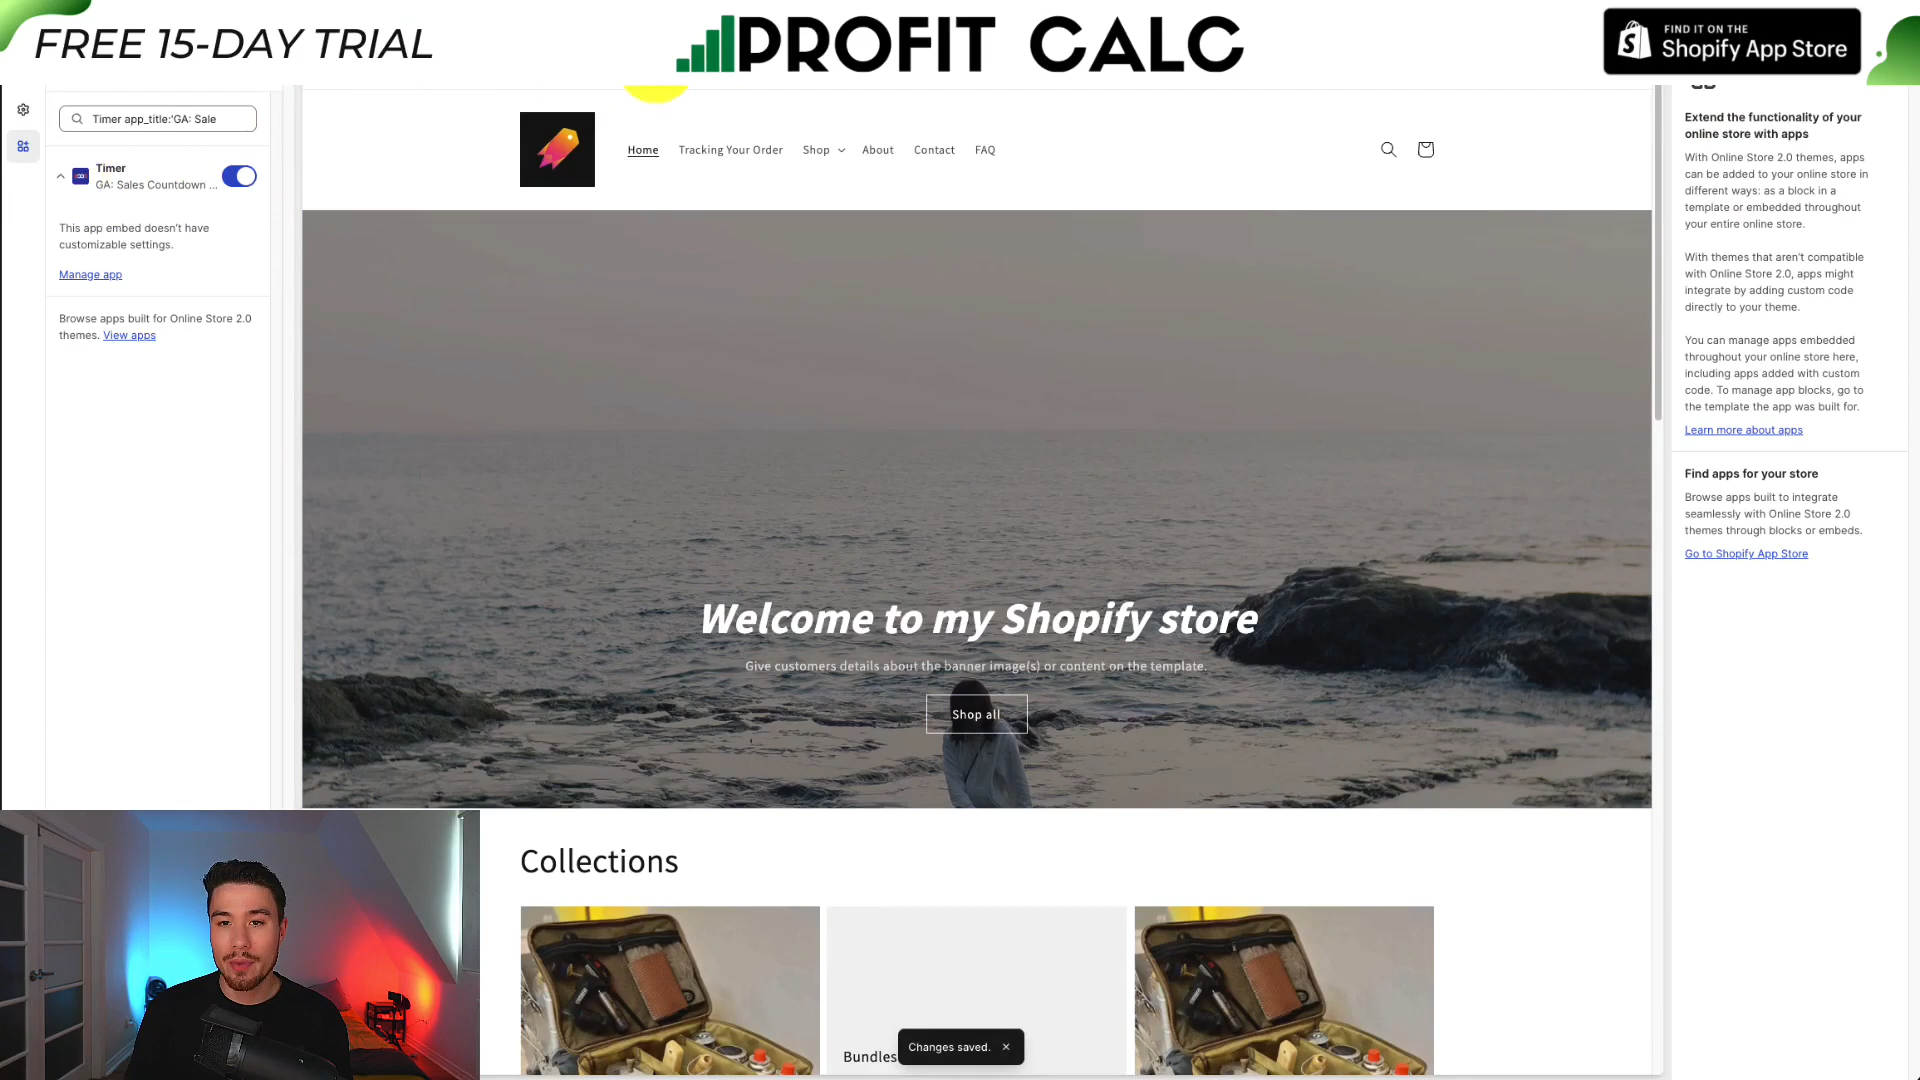 FREE 15-DAY TRIAL
PROFIT CALC
FIND IT ON THE
Shopify App Store
Timer app_title:'GA: Sale
Timer
GA: Sales Countdown ...
This app embed doesn't have
customizable settings.
Manage app
Browse apps built for Online Store 2.0
themes. View apps
Home Tracking Your Order Shop About Contact FAQ
Welcome to my Shopify store
Give customers details about the banner image(s) or content on the template.
Shop all
Collections
Bundles
Changes saved.
Extend the functionality of your
online store with apps
With Online Store 2.0 themes, apps
can be added to your online store in
different ways: as a block in a
template or embedded throughout
your entire online store.
With themes that aren't compatible
with Online Store 2.0, apps might
integrate by adding custom code
directly to your theme.
You can manage apps embedded
throughout your online store here,
including apps added with custom
code. To manage app blocks, go to
the template the app was built for.
Learn more about apps
Find apps for your store
Browse apps built to integrate
seamlessly with Online Store 2.0
themes through blocks or embeds.
Go to Shopify App Store